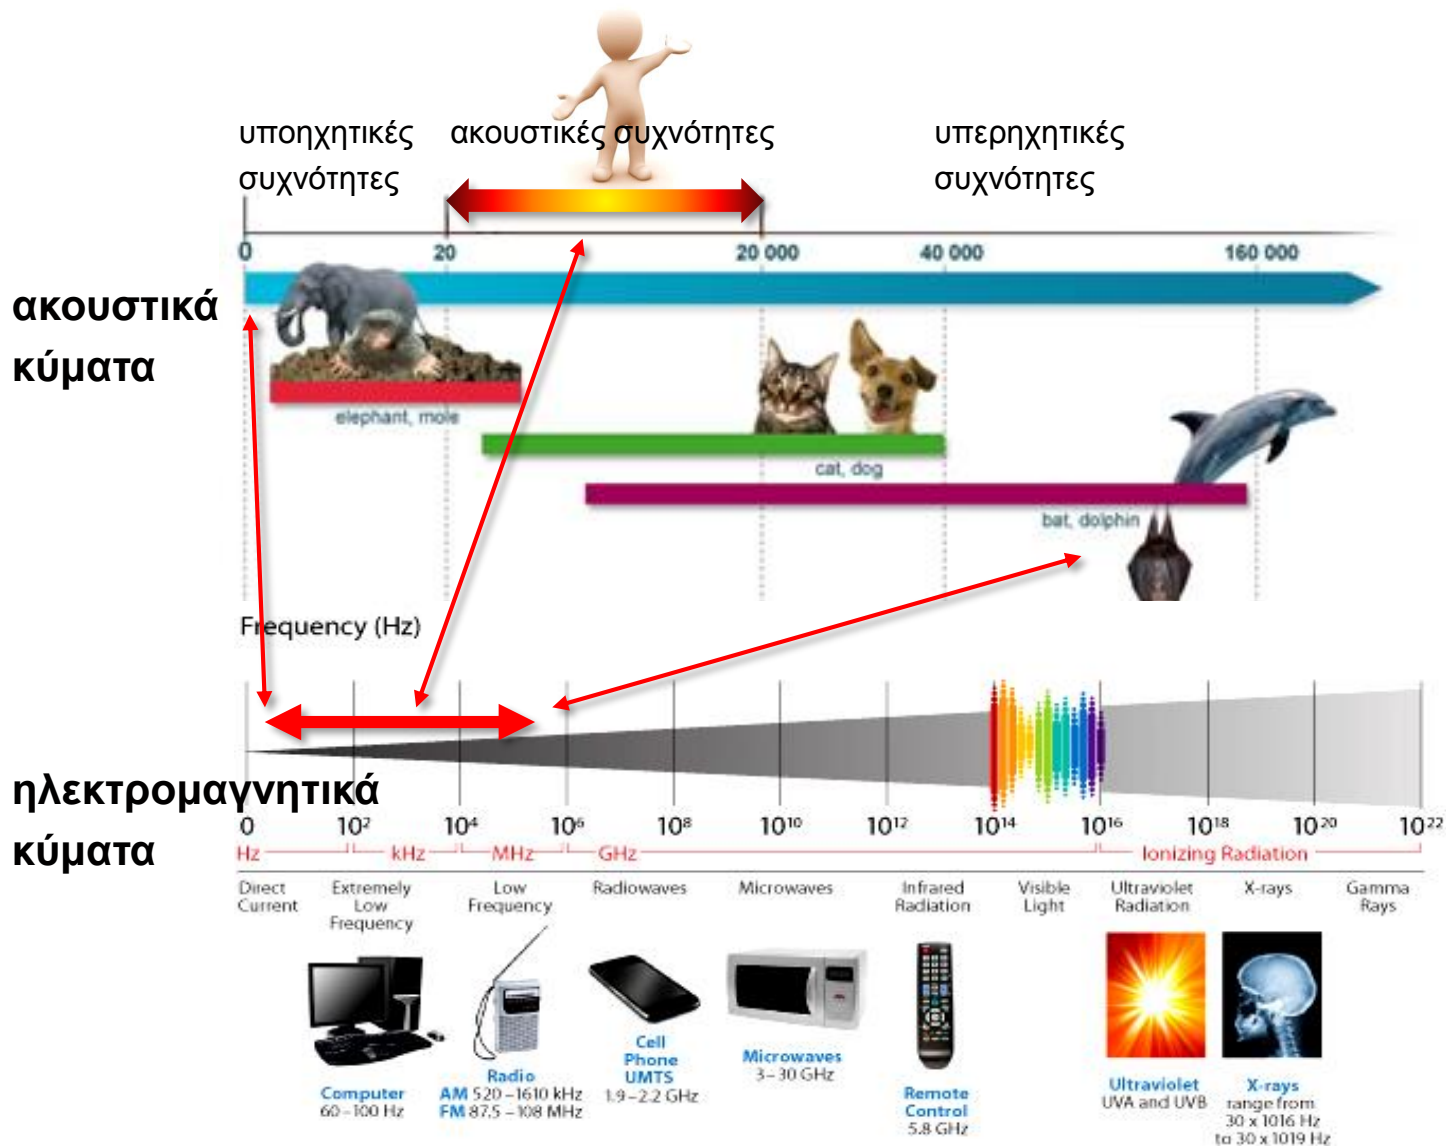 υποηχητικές ακουστικές συχνότητες υπερηχητικές
συχνότητες συχνότητες
0 20 20 000 40 000 160 000
ακουστικά
κύματα
elephant, mole
cat, dog
bat, dolphin
Frequency (Hz)
ηλεκτρομαγνητικά
κύματα
0 10² 10⁴ 10⁶ 10⁸ 10¹⁰ 10¹² 10¹⁴ 10¹⁶ 10¹⁸ 10²⁰ 10²²
Hz kHz MHz GHz Ionizing Radiation
Direct
Current
Extremely
Low
Frequency
Low
Frequency
Radiowaves
Microwaves
Infrared
Radiation
Visible
Light
Ultraviolet
Radiation
X-rays
Gamma
Rays
Computer
60–100 Hz
Radio
AM 520–1610 kHz
FM 87.5–108 MHz
Cell
Phone
UMTS
1.9–2.2 GHz
Microwaves
3–30 GHz
Remote
Control
5.8 GHz
Ultraviolet
UVA and UVB
X-rays
range from
30 x 1016 Hz
to 30 x 1019 Hz